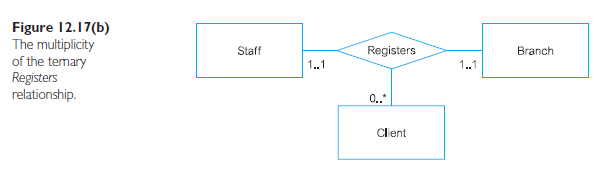 Figure 12.17(b)
The multiplicity
of the ternary
Registers
relationship.
Staff
Registers
Branch
1..1
1..1
0..*
Client